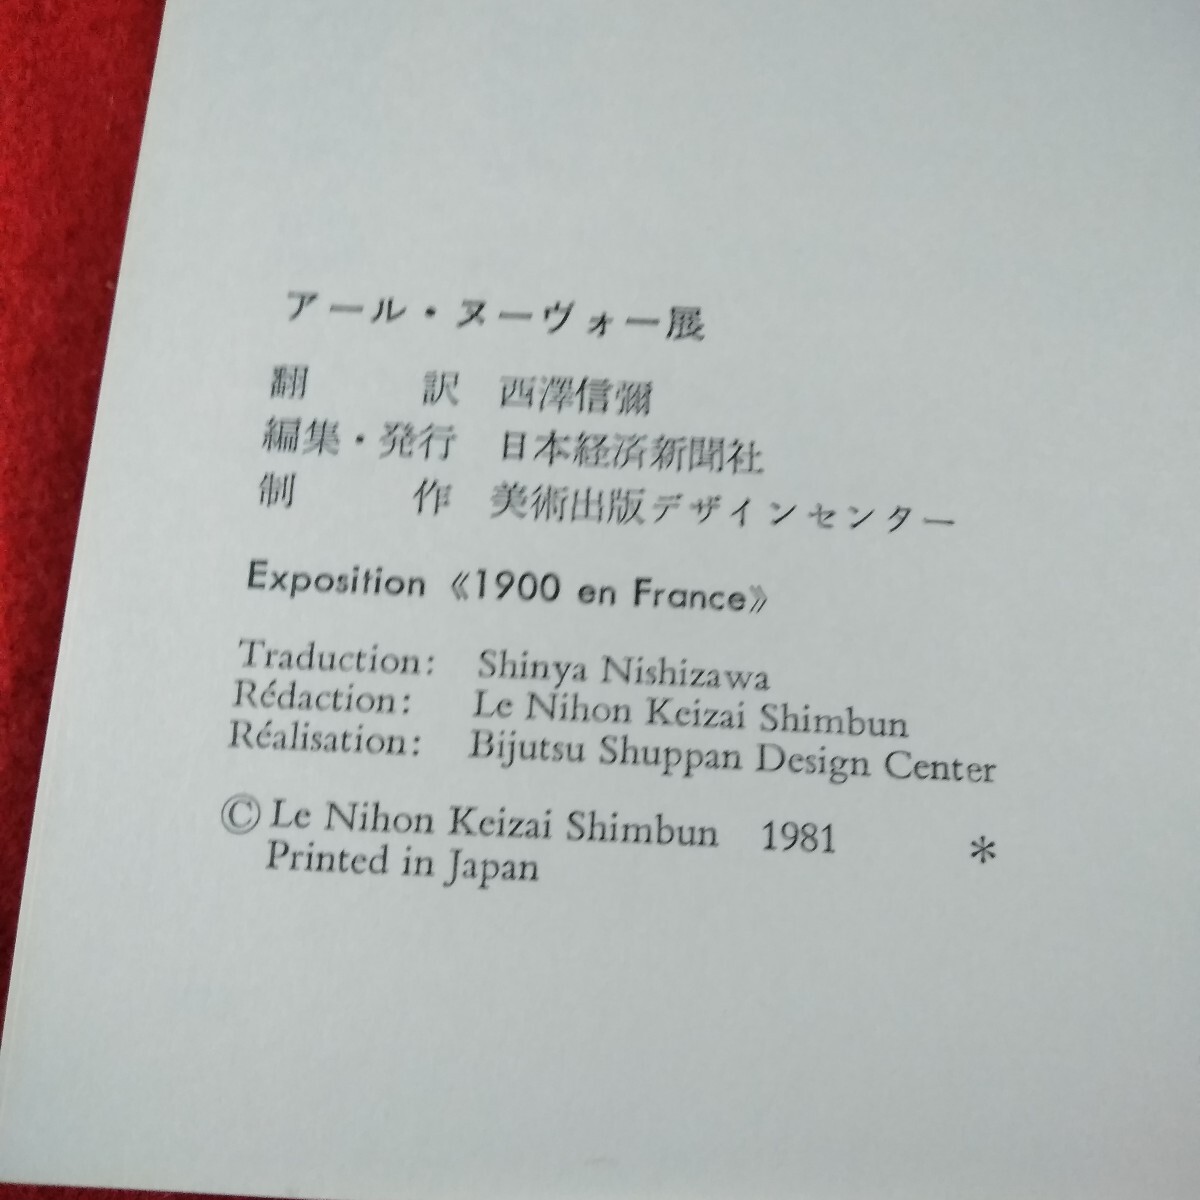 アール・ヌーヴォー展
翻　　訳　西澤信彌
編集・発行　日本経済新聞社
制　　作　美術出版デザインセンター
Exposition 《1900 en France》
Traduction: Shinya Nishizawa
Rédaction: Le Nihon Keizai Shimbun
Réalisation: Bijutsu Shuppan Design Center
© Le Nihon Keizai Shimbun 1981 *
Printed in Japan